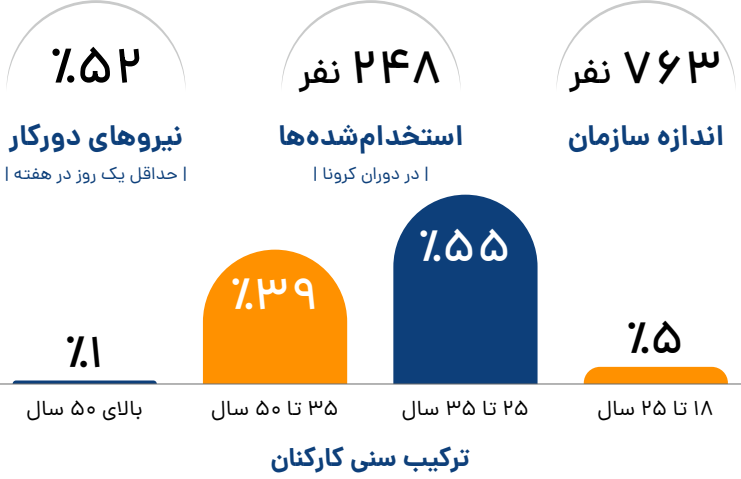 ۷۶۳ نفر
اندازه سازمان
۲۴۸ نفر
استخدام‌شده‌ها
| در دوران کرونا |
٪۵۲
نیروهای دورکار
| حداقل یک روز در هفته |
٪۵
٪۵۵
٪۳۹
٪۱
۱۸ تا ۲۵ سال
۲۵ تا ۳۵ سال
۳۵ تا ۵۰ سال
بالای ۵۰ سال
ترکیب سنی کارکنان